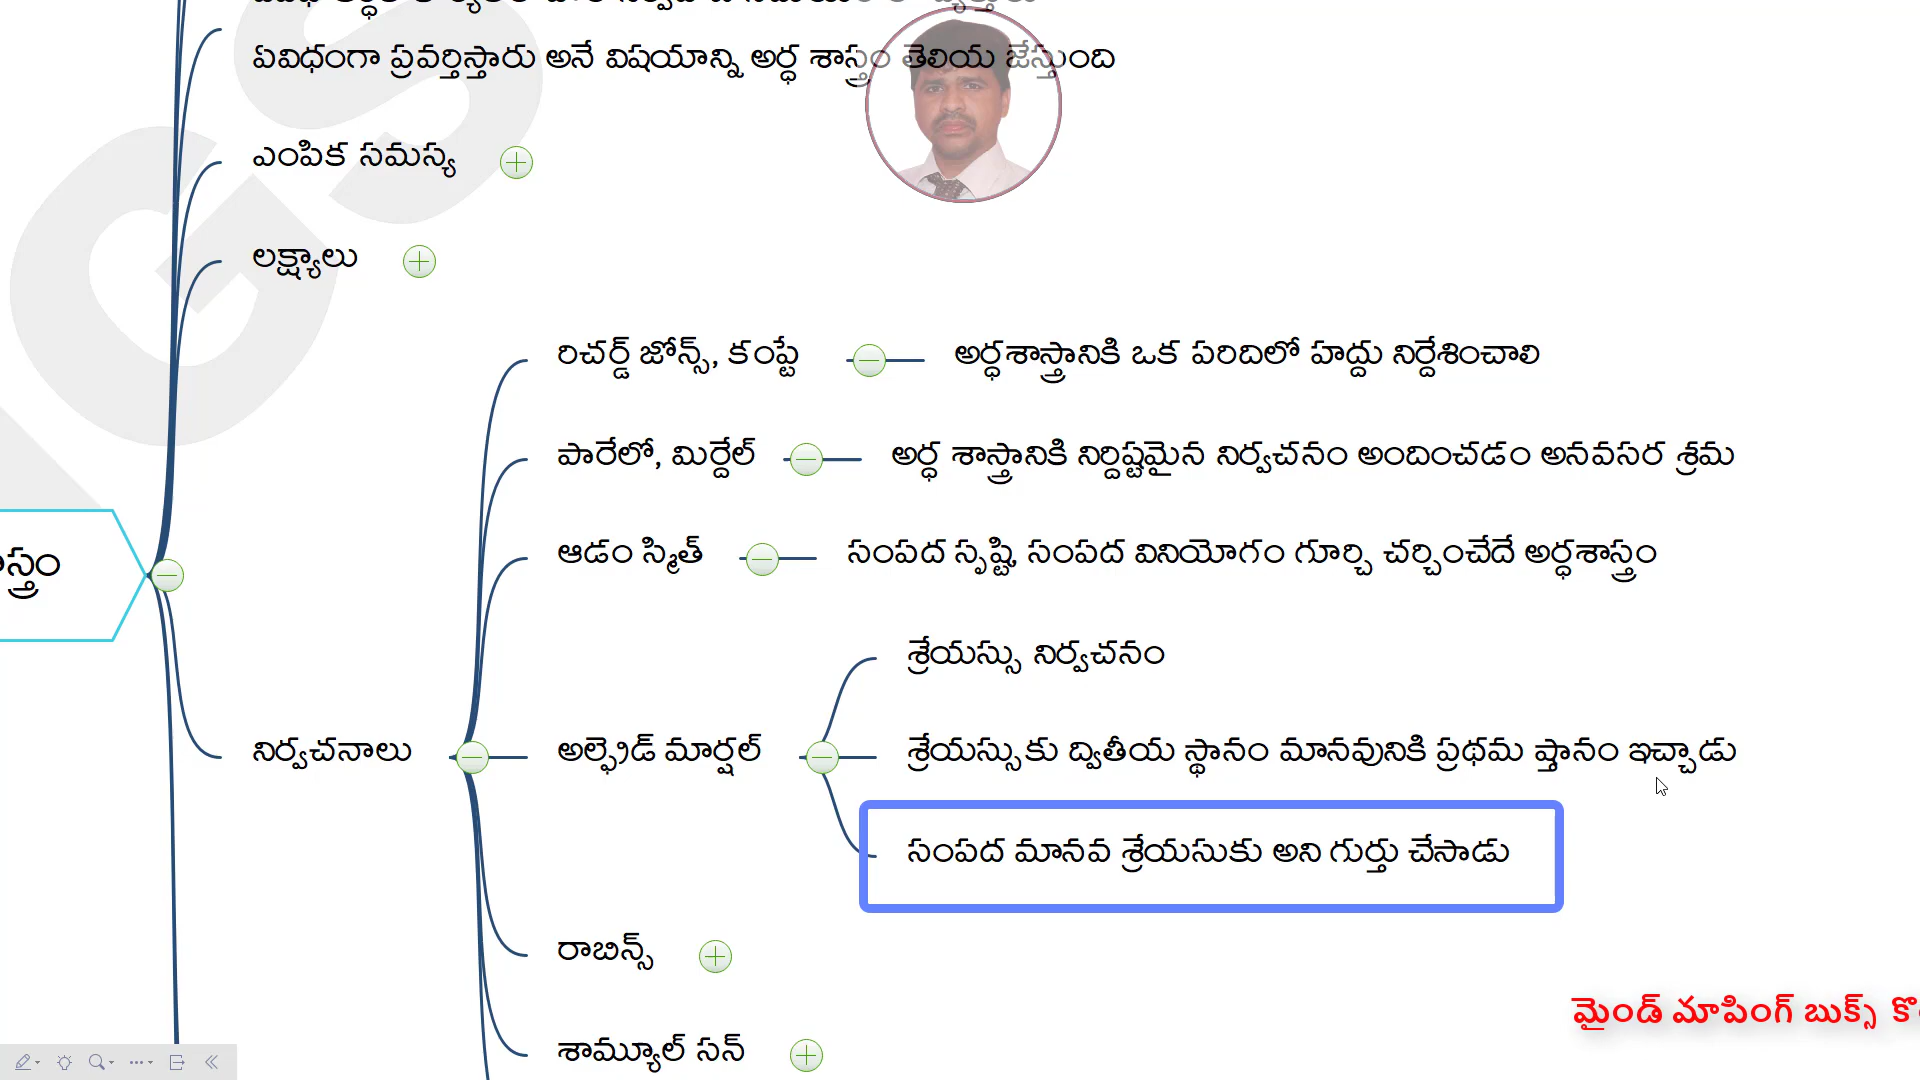 ఏవిధంగా ప్రవర్తిస్తారు అనే విషయాన్ని అర్ధ శాస్త్రం తెలియ జేస్తుంది
ఎంపిక సమస్య
లక్ష్యాలు
రిచర్డ్ జోన్స్, కంప్టే
అర్ధశాస్త్రానికి ఒక పరిదిలో హద్దు నిర్దేశించాలి
పారేలో, మిర్దేల్
అర్ధ శాస్త్రానికి నిర్దిష్టమైన నిర్వచనం అందించడం అనవసర శ్రమ
ఆడం స్మిత్
సంపద సృష్టి, సంపద వినియోగం గూర్చి చర్చించేదే అర్ధశాస్త్రం
స్త్రం
శ్రేయస్సు నిర్వచనం
నిర్వచనాలు
అల్ఫ్రెడ్ మార్షల్
శ్రేయస్సుకు ద్వితీయ స్థానం మానవునికి ప్రథమ ష్తానం ఇచ్చాడు
సంపద మానవ శ్రేయసుకు అని గుర్తు చేసాడు
రాబిన్స్
శామ్యూల్ సన్
మైండ్ మాపింగ్ బుక్స్
GS